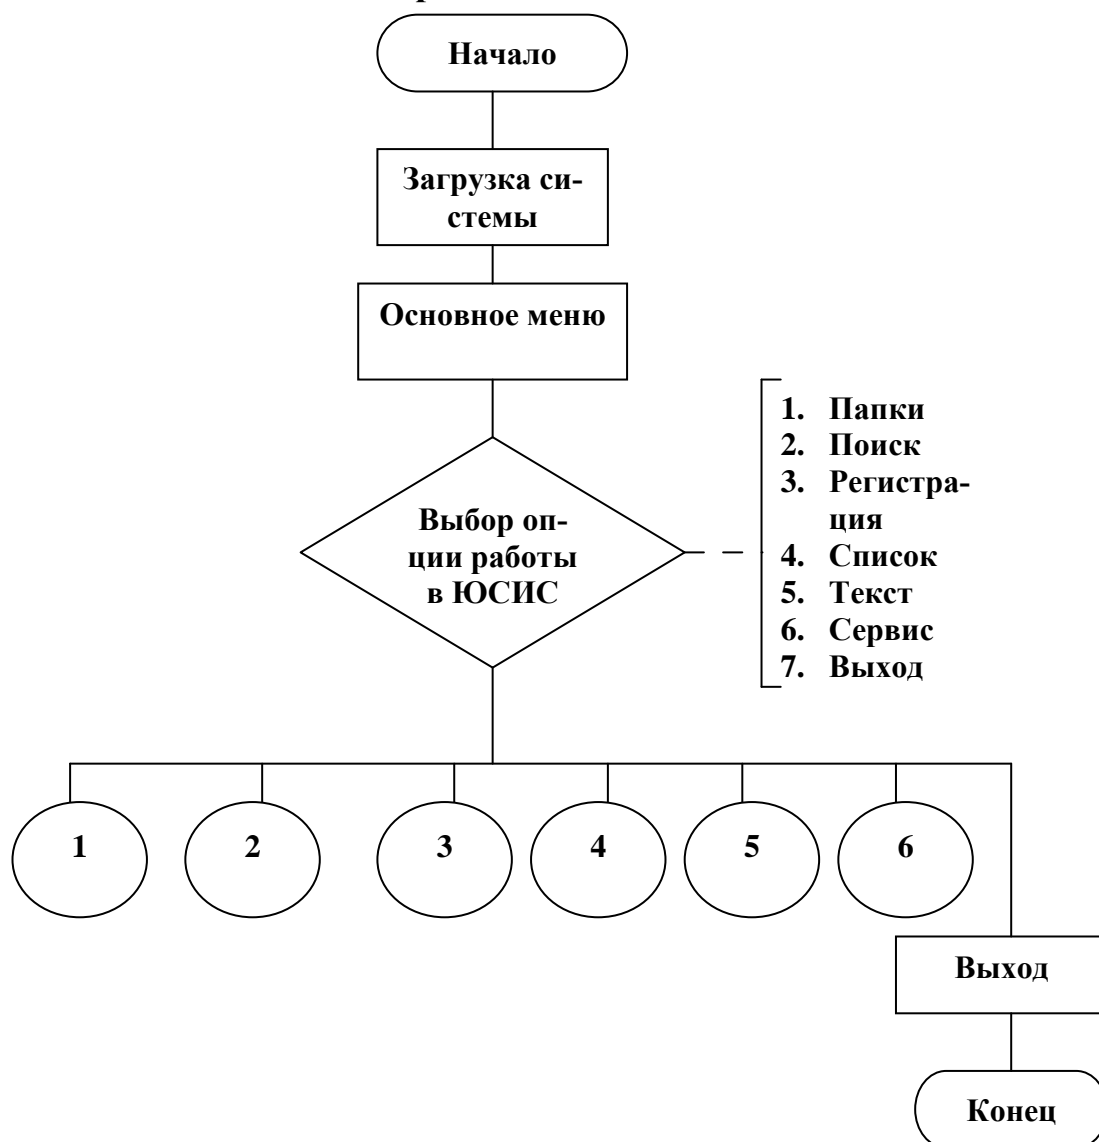 Начало
Загрузка си-
стемы
Основное меню
Выбор оп-
ции работы
в ЮСИС
1. Папки
2. Поиск
3. Регистра-
ция
4. Список
5. Текст
6. Сервис
7. Выход
1 2 3 4 5 6
Выход
Конец